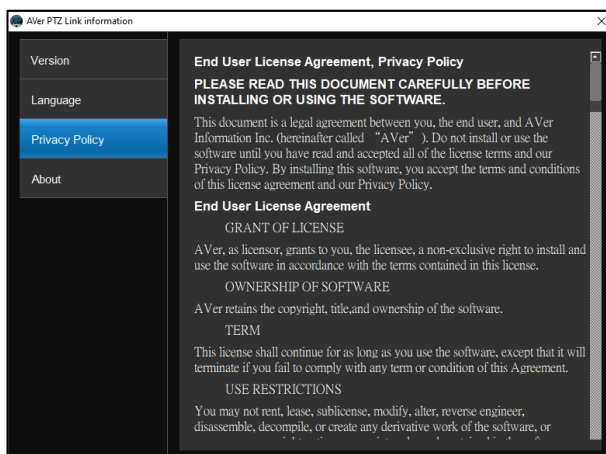 AVer PTZ Link information
Version
Language
Privacy Policy
About
End User License Agreement, Privacy Policy
PLEASE READ THIS DOCUMENT CAREFULLY BEFORE
INSTALLING OR USING THE SOFTWARE.
This document is a legal agreement between you, the end user, and AVer
Information Inc. (hereinafter called “AVer”). Do not install or use the
software until you have read and accepted all of the license terms and our
Privacy Policy. By installing this software, you accept the terms and conditions
of this license agreement and our Privacy Policy.
End User License Agreement
GRANT OF LICENSE
AVer, as licensor, grants to you, the licensee, a non-exclusive right to install and
use the software in accordance with the terms contained in this license.
OWNERSHIP OF SOFTWARE
AVer retains the copyright, title,and ownership of the software.
TERM
This license shall continue for as long as you use the software, except that it will
terminate if you fail to comply with any term or condition of this Agreement.
USE RESTRICTIONS
You may not rent, lease, sublicense, modify, alter, reverse engineer,
disassemble, decompile, or create any derivative work of the software, or